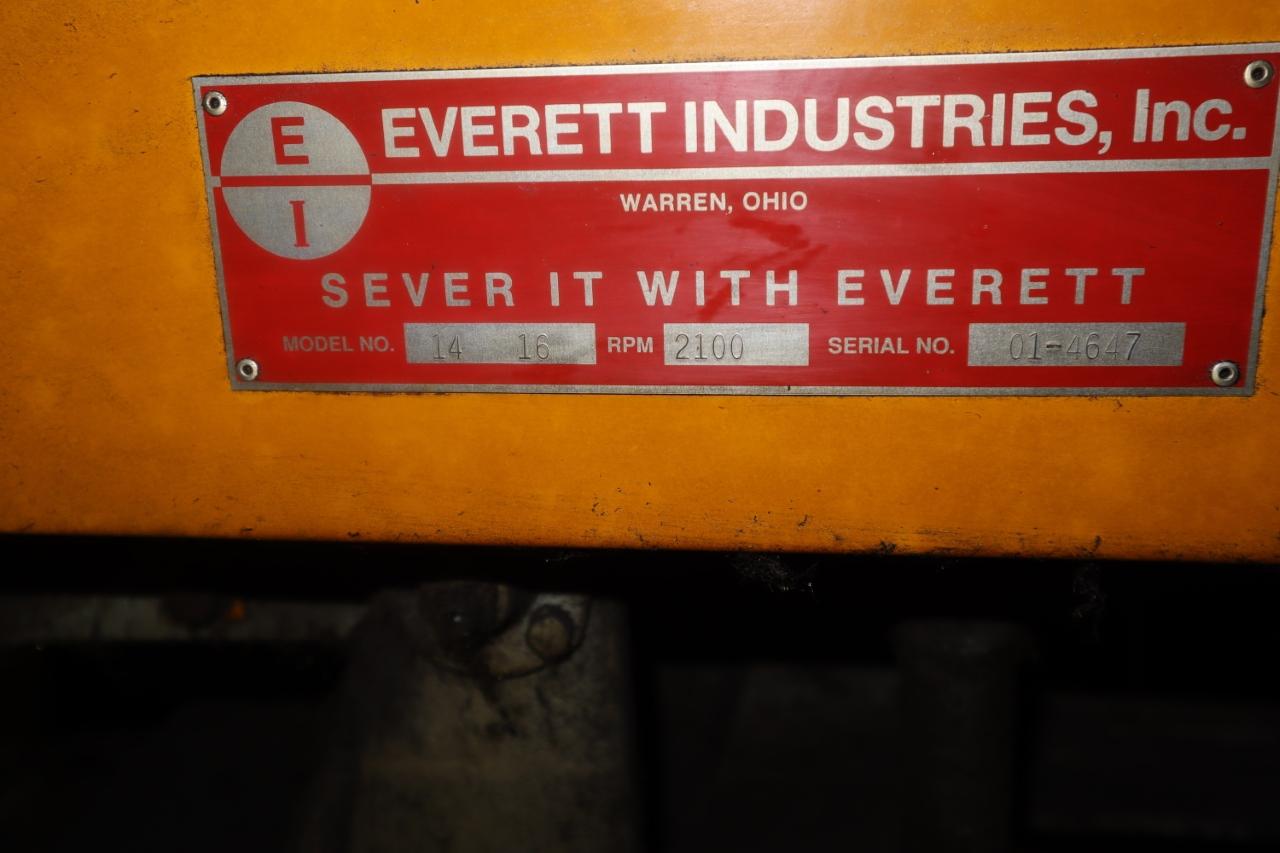 E
I
EVERETT INDUSTRIES, Inc.
WARREN, OHIO
SEVER IT WITH EVERETT
MODEL NO. 14 16 RPM 2100 SERIAL NO. 01-4647